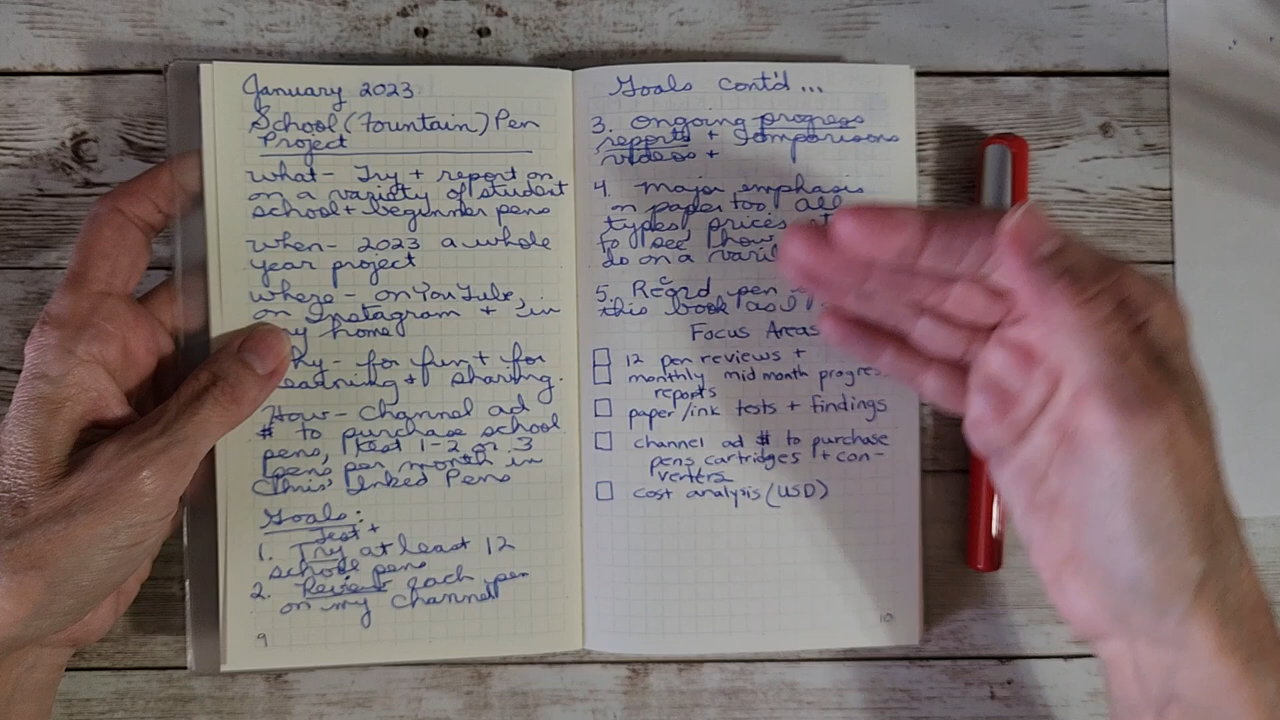 January 2023
School (Fountain) Pen
Project
what- Try + report on
on a variety of student
school + beginner pens
when- 2023 a whole
year project
where - on YouTube,
on Instagram + in
my home
Why- for fun + for
learning + sharing.
How- Channel ad
$ to purchase school
pens, test 1-2 or 3
pens per month in
this Inked Pens
Goals:
Test +
1. Try at least 12
school pens
2. Review each pen
on my channel
9
Goals cont'd ...
3. Ongoing progress
reports + comparisons
videos +
4. Major emphasis
on paper too All
types, prices
to see how
do on a
5. Record pen
this book as I
Focus Areas
12 pen reviews +
monthly mid month progress
reports
paper/ink tests + findings
channel ad $ to purchase
pens cartridges + con-
verters
cost analysis (USD)
10